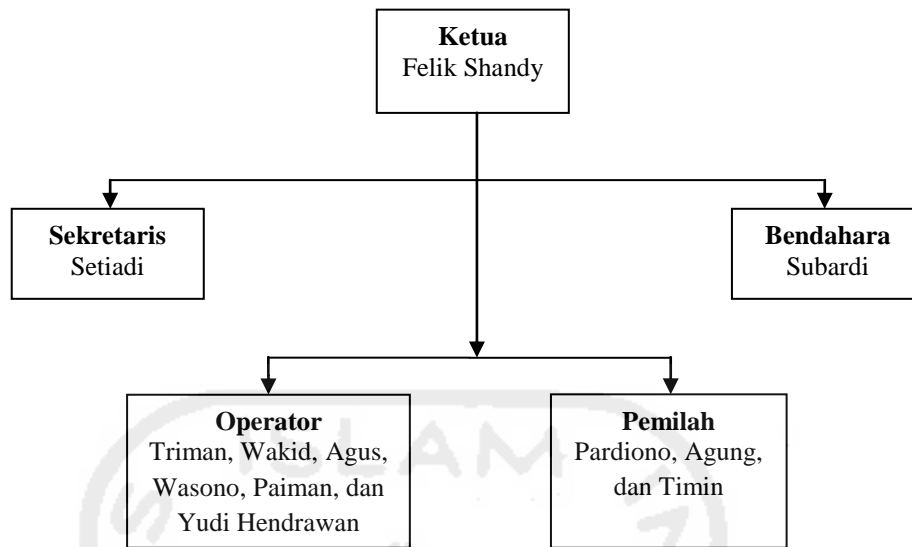 Ketua
Felik Shandy
Sekretaris
Setiadi
Bendahara
Subardi
Operator
Triman, Wakid, Agus,
Wasono, Paiman, dan
Yudi Hendrawan
Pemilah
Pardiono, Agung,
dan Timin
ISLAM